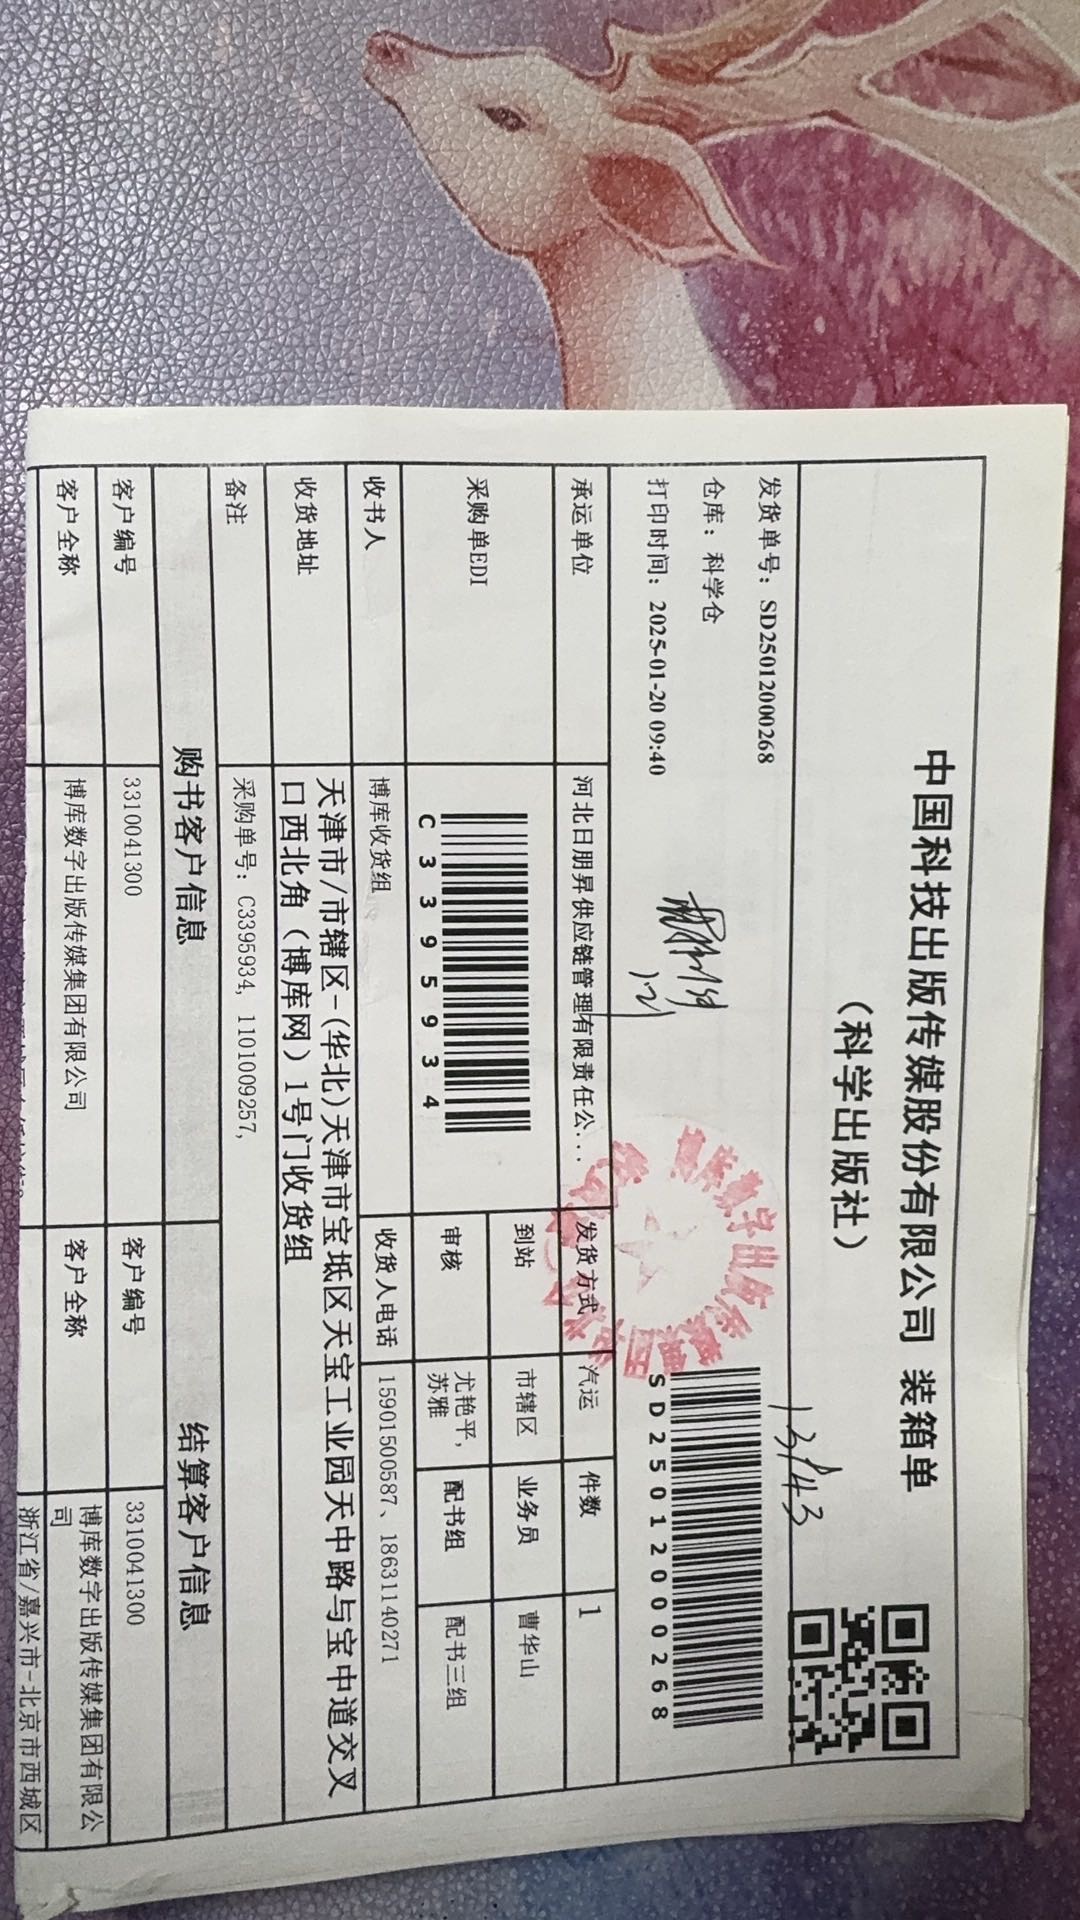 中国科技出版传媒股份有限公司 装箱单
（科学出版社）
发货单号：SD25012000268
仓库：科学仓
打印时间：2025-01-20 09:40
SD25012000268
承运单位 河北日朋昇供应链管理有限责任公... 发货方式 汽运 件数 1
采购单EDI C3395934 到站 市辖区 业务员 曹华山
审核 尤艳平,苏雅 配书组 配书三组
收书人 博库收货组 收货人电话 15901500587、18631140271
收货地址 天津市/市辖区-(华北)天津市宝坻区天宝工业园天中路与宝中道交叉
口西北角（博库网）1号门收货组
备注 采购单号：C3395934, 1101009257,
购书客户信息 结算客户信息
客户编号 3310041300 客户编号 3310041300
客户全称 博库数字出版传媒集团有限公司 客户全称 博库数字出版传媒集团有限公
司
浙江省/嘉兴市-北京市西城区